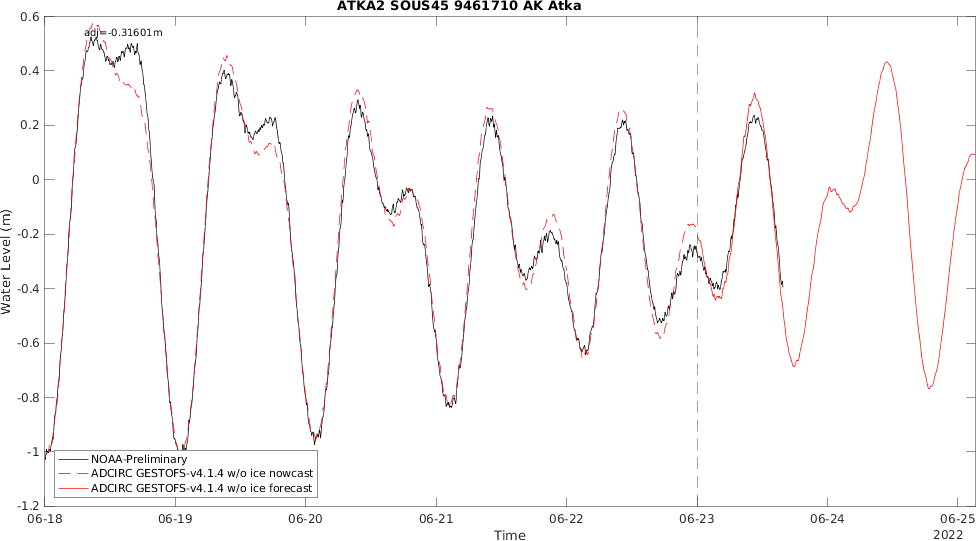 ATKA2 SOUS45 9461710 AK Atka
adj=-0.31601m
0.6
0.4
0.2
0
-0.2
-0.4
-0.6
-0.8
-1
-1.2
Water Level (m)
NOAA-Preliminary
ADCIRC GESTOFS-v4.1.4 w/o ice nowcast
ADCIRC GESTOFS-v4.1.4 w/o ice forecast
06-18 06-19 06-20 06-21 06-22 06-23 06-24 06-25
Time
2022